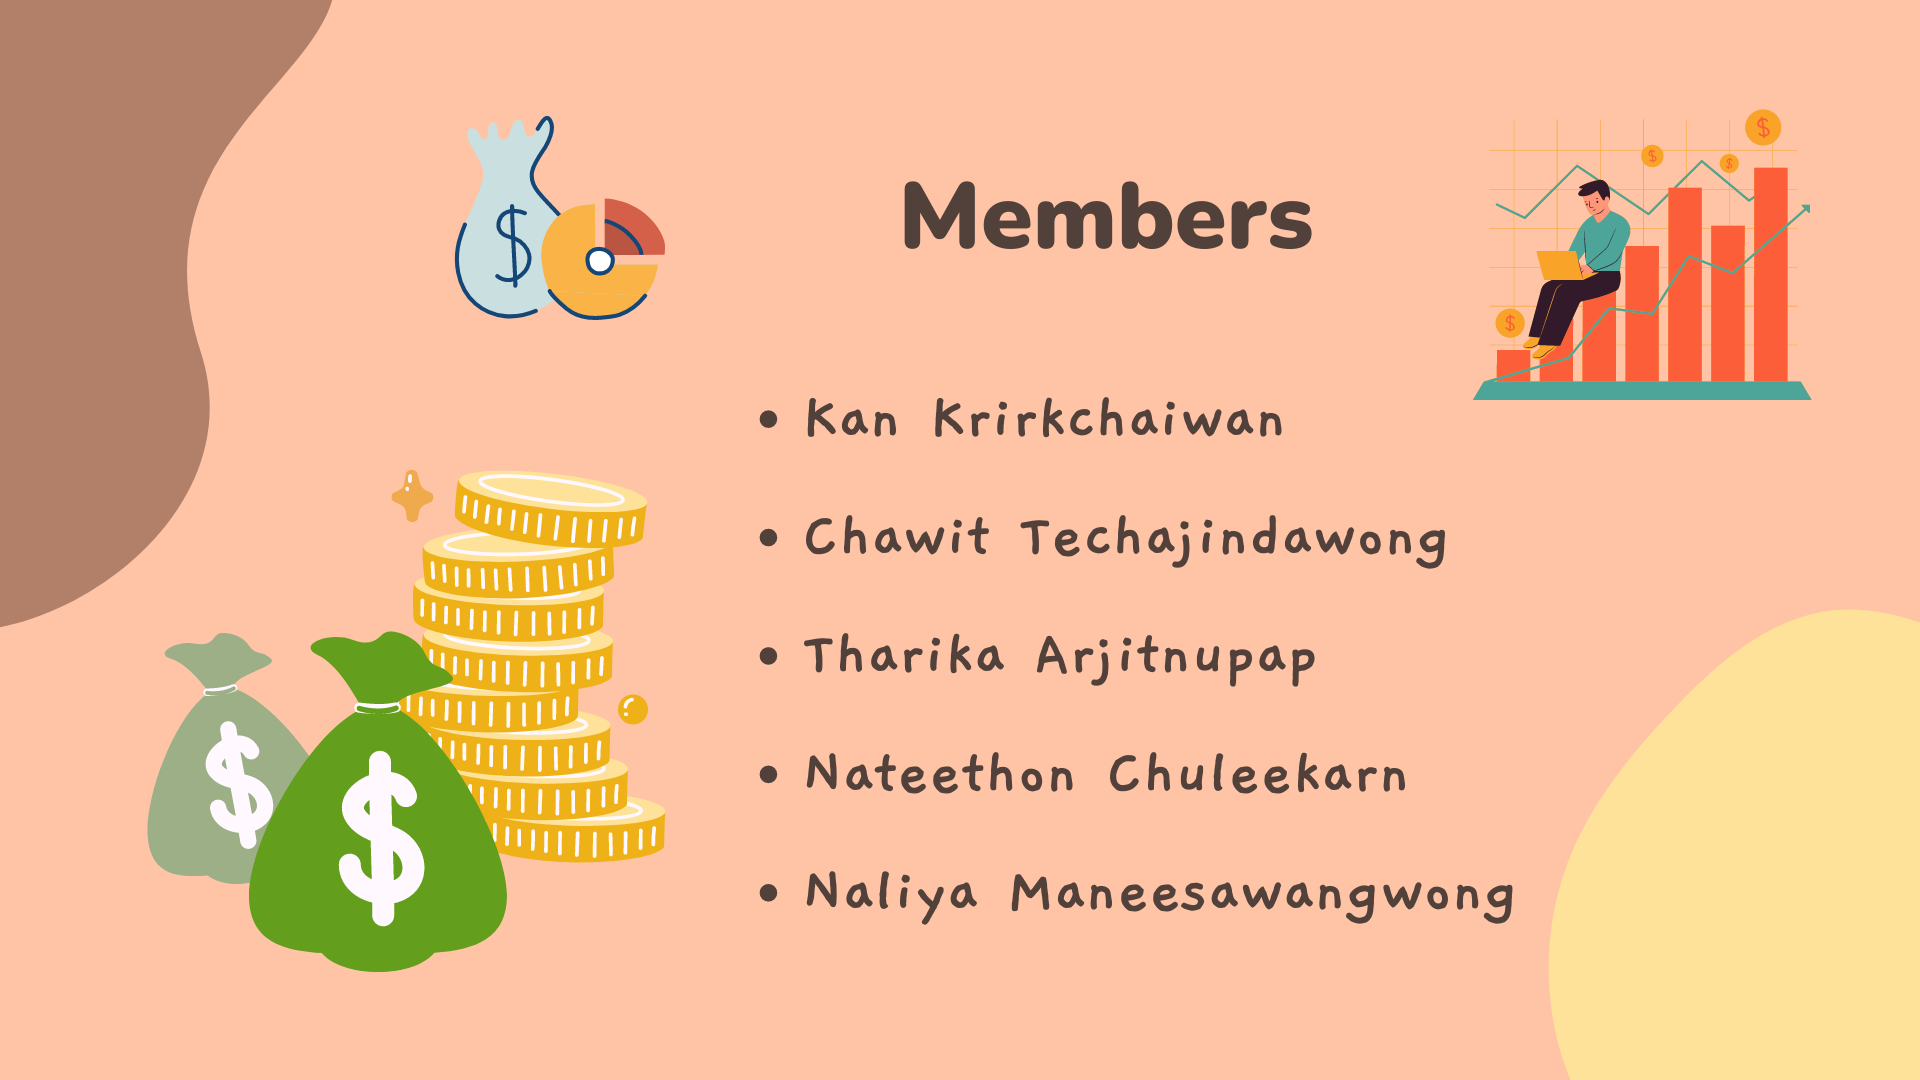 Members
• Kan Krirkchaiwan
• Chawit Techajindawong
• Tharika Arjitnupap
• Nateethon Chuleekarn
• Naliya Maneesawangwong